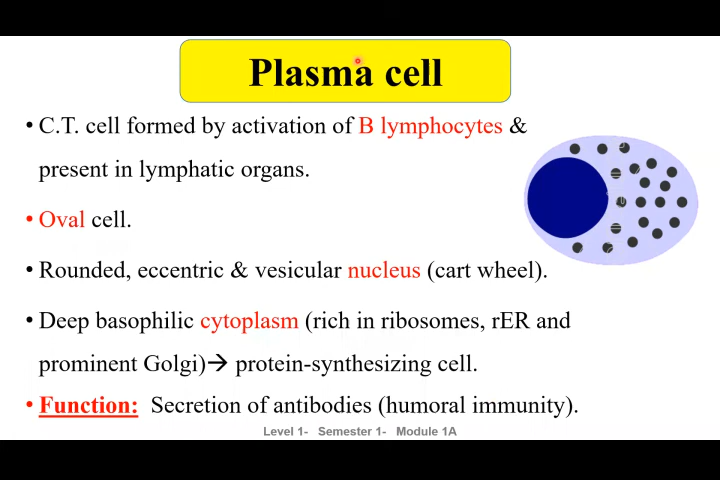 Plasma cell
• C.T. cell formed by activation of B lymphocytes &
present in lymphatic organs.
• Oval cell.
• Rounded, eccentric & vesicular nucleus (cart wheel).
• Deep basophilic cytoplasm (rich in ribosomes, rER and
prominent Golgi)→ protein-synthesizing cell.
• Function: Secretion of antibodies (humoral immunity).
Level 1- Semester 1- Module 1A